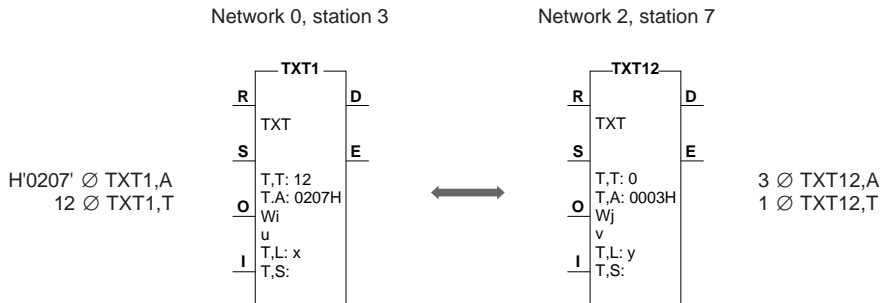 Network 0, station 3
Network 2, station 7
TXT1
R
D
TXT
S
E
T,T: 12
T.A: 0207H
O
Wi
u
T,L: x
I
T,S:
H'0207' ∅ TXT1,A
12 ∅ TXT1,T
TXT12
R
D
TXT
S
E
T,T: 0
T,A: 0003H
O
Wj
v
T,L: y
I
T,S:
3 ∅ TXT12,A
1 ∅ TXT12,T